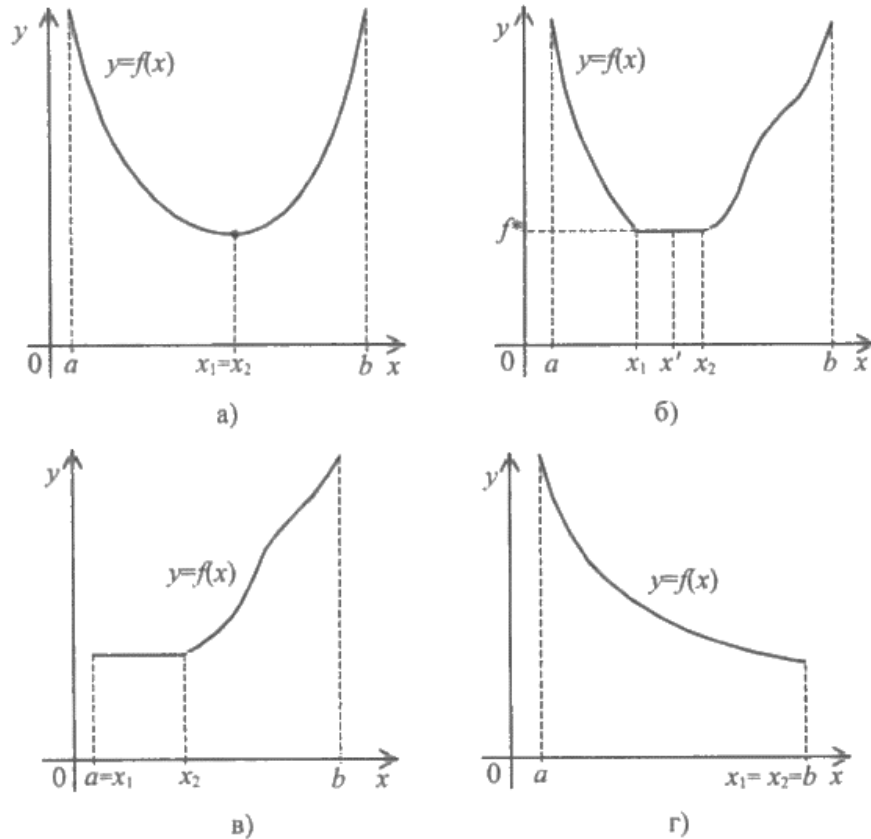 y
y=f(x)
0 a x₁=x₂ b x
а)
y
y=f(x)
f*
0 a x₁ x′ x₂ b x
б)
y
y=f(x)
0 a=x₁ x₂ b x
в)
y
y=f(x)
0 a x₁= x₂=b x
г)